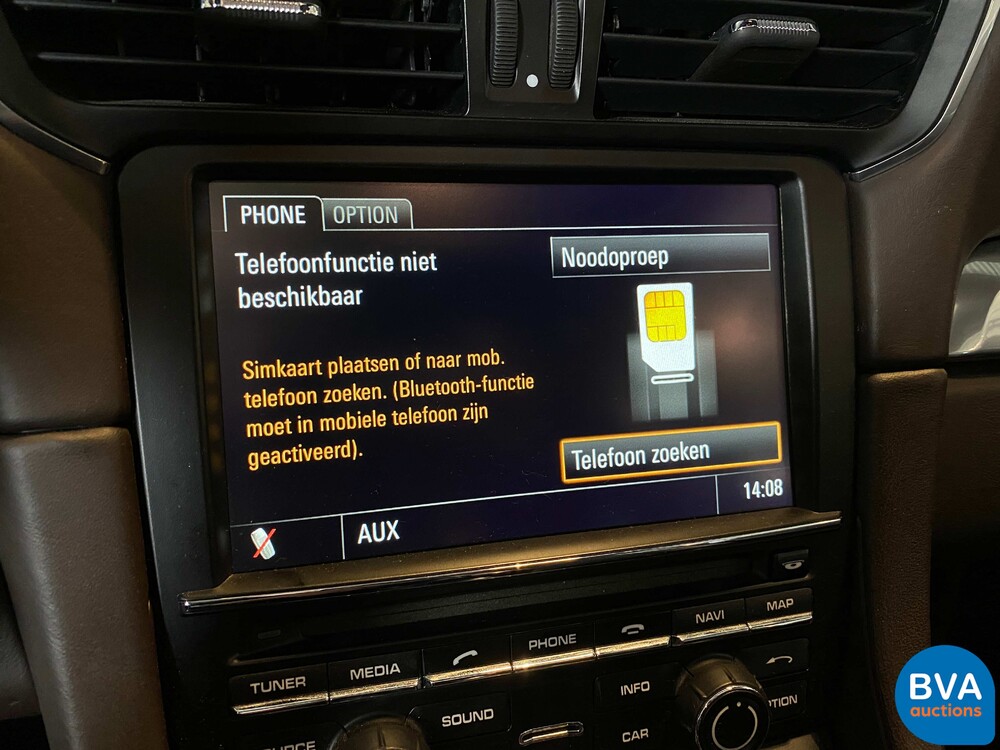 PHONE OPTION
Telefoonfunctie niet
beschikbaar
Noodoproep
Simkaart plaatsen of naar mob.
telefoon zoeken. (Bluetooth-functie
moet in mobiele telefoon zijn
geactiveerd).
Telefoon zoeken
AUX
14:08
TUNER MEDIA PHONE NAVI MAP
SOUND INFO
CAR
BVA
auctions